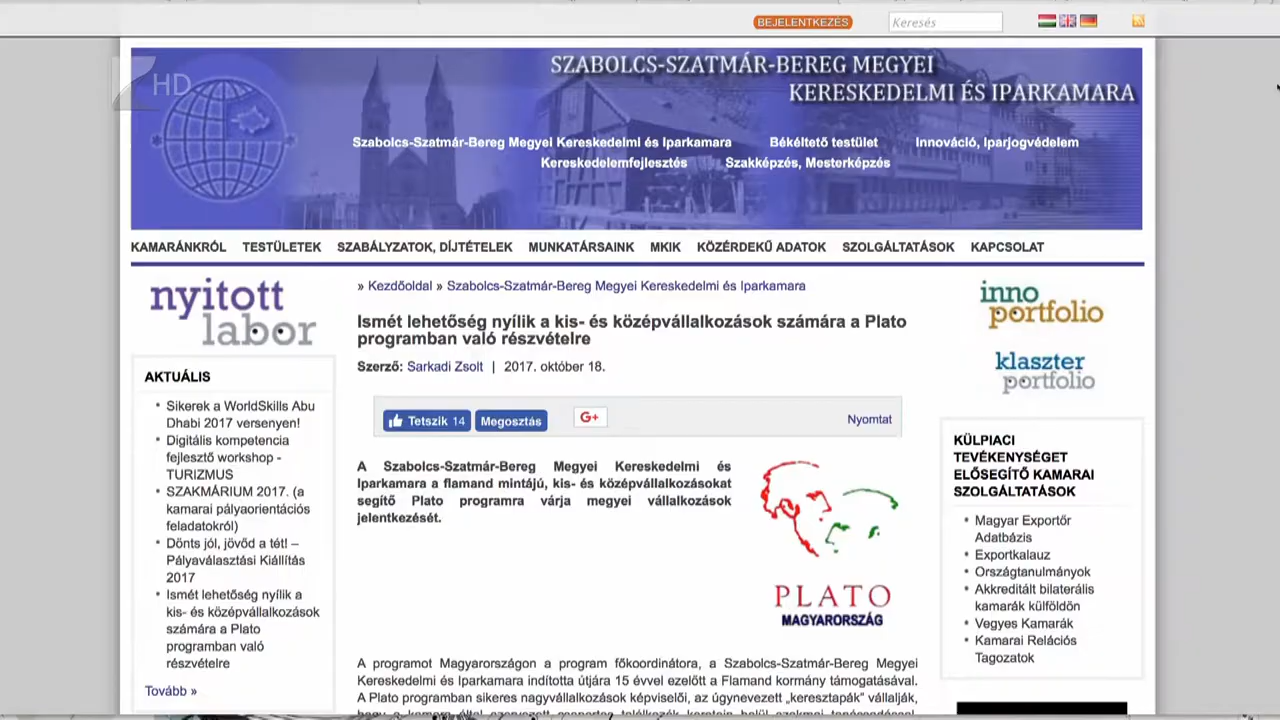 BEJELENTKEZÉS
Keresés
HD
SZABOLCS-SZATMÁR-BEREG MEGYEI
KERESKEDELMI ÉS IPARKAMARA
Szabolcs-Szatmár-Bereg Megyei Kereskedelmi és Iparkamara Békéltető testület Innováció, Iparjogvédelem
Kereskedelemfejlesztés Szakképzés, Mesterképzés
KAMARÁNKRÓL TESTÜLETEK SZABÁLYZATOK, DÍJTÉTELEK MUNKATÁRSAINK MKIK KÖZÉRDEKŰ ADATOK SZOLGÁLTATÁSOK KAPCSOLAT
nyitott
labor
AKTUÁLIS
• Sikerek a WorldSkills Abu
Dhabi 2017 versenyen!
• Digitális kompetencia
fejlesztő workshop -
TURIZMUS
• SZAKMÁRIUM 2017. (a
kamarai pályaorientációs
feladatokról)
• Dönts jól, jövőd a tét! –
Pályaválasztási Kiállítás
2017
• Ismét lehetőség nyílik a
kis- és középvállalkozások
számára a Plato
programban való
részvételre
Tovább »
» Kezdőoldal » Szabolcs-Szatmár-Bereg Megyei Kereskedelmi és Iparkamara
Ismét lehetőség nyílik a kis- és középvállalkozások számára a Plato
programban való részvételre
Szerző: Sarkadi Zsolt | 2017. október 18.
Tetszik 14 Megosztás G+ Nyomtat
A Szabolcs-Szatmár-Bereg Megyei Kereskedelmi és
Iparkamara a flamand mintájú, kis- és középvállalkozásokat
segítő Plato programra várja megyei vállalkozások
jelentkezését.
PLATO
MAGYARORSZÁG
A programot Magyarországon a program főkoordinátora, a Szabolcs-Szatmár-Bereg Megyei
Kereskedelmi és Iparkamara indította útjára 15 évvel ezelőtt a Flamand kormány támogatásával.
A Plato programban sikeres nagyvállalkozások képviselői, az úgynevezett „keresztapák” vállalják,
inno
portfolio
klaszter
portfolio
KÜLPIACI
TEVÉKENYSÉGET
ELŐSEGÍTŐ KAMARAI
SZOLGÁLTATÁSOK
• Magyar Exportőr
Adatbázis
• Exportkalauz
• Országtanulmányok
• Akkreditált bilaterális
kamarák külföldön
• Vegyes Kamarák
• Kamarai Relációs
Tagozatok